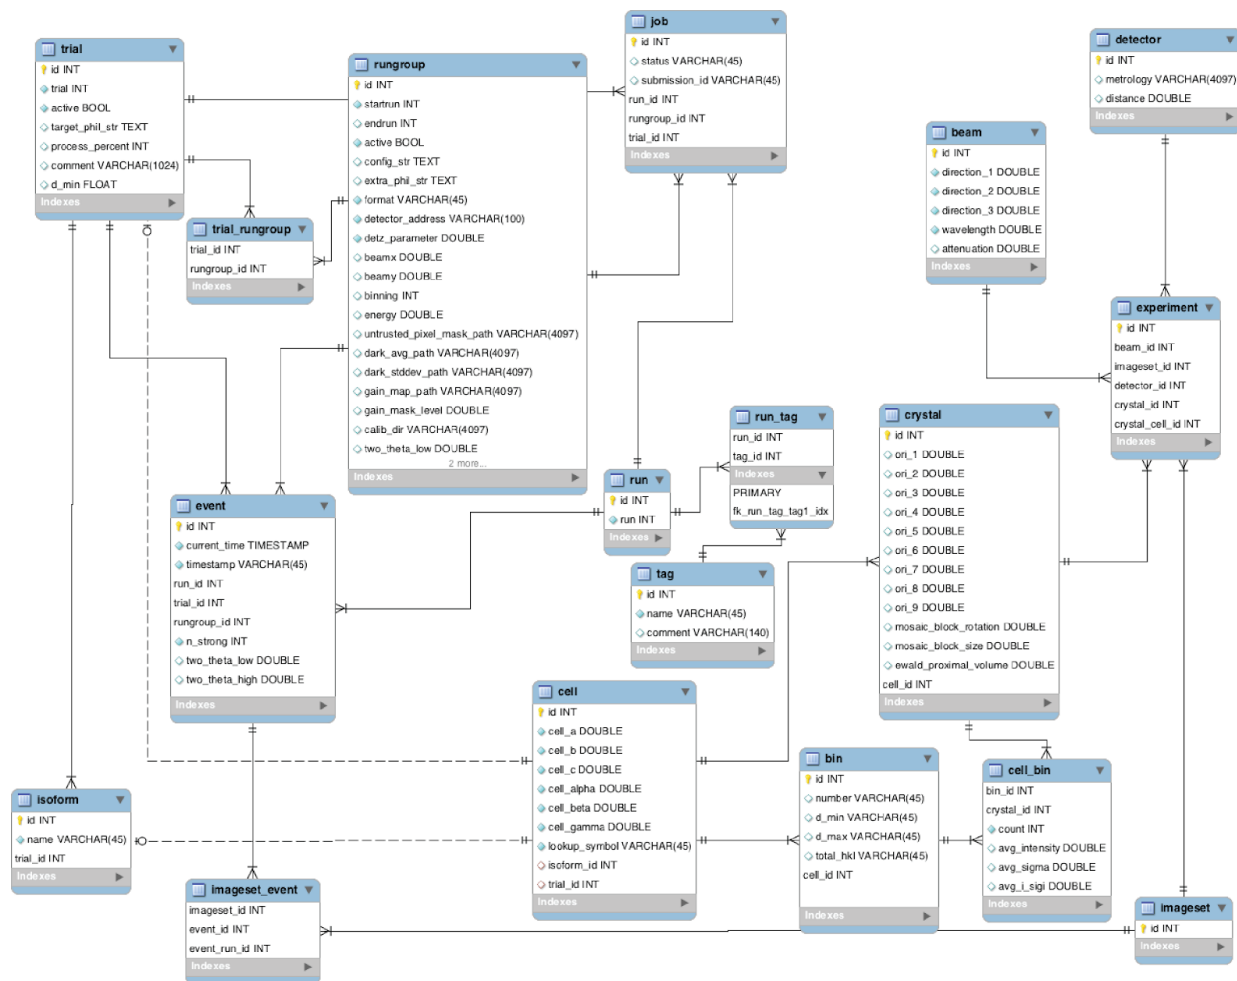 trial
id INT
trial INT
active BOOL
target_phil_str TEXT
process_percent INT
comment VARCHAR(1024)
d_min FLOAT
Indexes
rungroup
id INT
startrun INT
endrun INT
active BOOL
config_str TEXT
extra_phil_str TEXT
format VARCHAR(45)
detector_address VARCHAR(100)
detz_parameter DOUBLE
beamx DOUBLE
beamy DOUBLE
binning INT
energy DOUBLE
untrusted_pixel_mask_path VARCHAR(4097)
dark_avg_path VARCHAR(4097)
dark_stddev_path VARCHAR(4097)
gain_map_path VARCHAR(4097)
gain_mask_level DOUBLE
calib_dir VARCHAR(4097)
two_theta_low DOUBLE
2 more...
Indexes
job
id INT
status VARCHAR(45)
submission_id VARCHAR(45)
run_id INT
rungroup_id INT
trial_id INT
Indexes
detector
id INT
metrology VARCHAR(4097)
distance DOUBLE
Indexes
beam
id INT
direction_1 DOUBLE
direction_2 DOUBLE
direction_3 DOUBLE
wavelength DOUBLE
attenuation DOUBLE
Indexes
trial_rungroup
trial_id INT
rungroup_id INT
Indexes
experiment
id INT
beam_id INT
imageset_id INT
detector_id INT
crystal_id INT
crystal_cell_id INT
Indexes
run_tag
run_id INT
tag_id INT
Indexes
PRIMARY
fk_run_tag_tag1_idx
crystal
id INT
ori_1 DOUBLE
ori_2 DOUBLE
ori_3 DOUBLE
ori_4 DOUBLE
ori_5 DOUBLE
ori_6 DOUBLE
ori_7 DOUBLE
ori_8 DOUBLE
ori_9 DOUBLE
mosaic_block_rotation DOUBLE
mosaic_block_size DOUBLE
ewald_proximal_volume DOUBLE
cell_id INT
Indexes
run
id INT
run INT
Indexes
event
id INT
current_time TIMESTAMP
timestamp VARCHAR(45)
run_id INT
trial_id INT
rungroup_id INT
n_strong INT
two_theta_low DOUBLE
two_theta_high DOUBLE
Indexes
tag
id INT
name VARCHAR(45)
comment VARCHAR(140)
Indexes
cell
id INT
cell_a DOUBLE
cell_b DOUBLE
cell_c DOUBLE
cell_alpha DOUBLE
cell_beta DOUBLE
cell_gamma DOUBLE
lookup_symbol VARCHAR(45)
isoform_id INT
trial_id INT
Indexes
bin
id INT
number VARCHAR(45)
d_min VARCHAR(45)
d_max VARCHAR(45)
total_hkl VARCHAR(45)
cell_id INT
Indexes
cell_bin
bin_id INT
crystal_id INT
count INT
avg_intensity DOUBLE
avg_sigma DOUBLE
avg_i_sigi DOUBLE
Indexes
isoform
id INT
name VARCHAR(45)
trial_id INT
Indexes
imageset_event
imageset_id INT
event_id INT
event_run_id INT
Indexes
imageset
id INT
Indexes